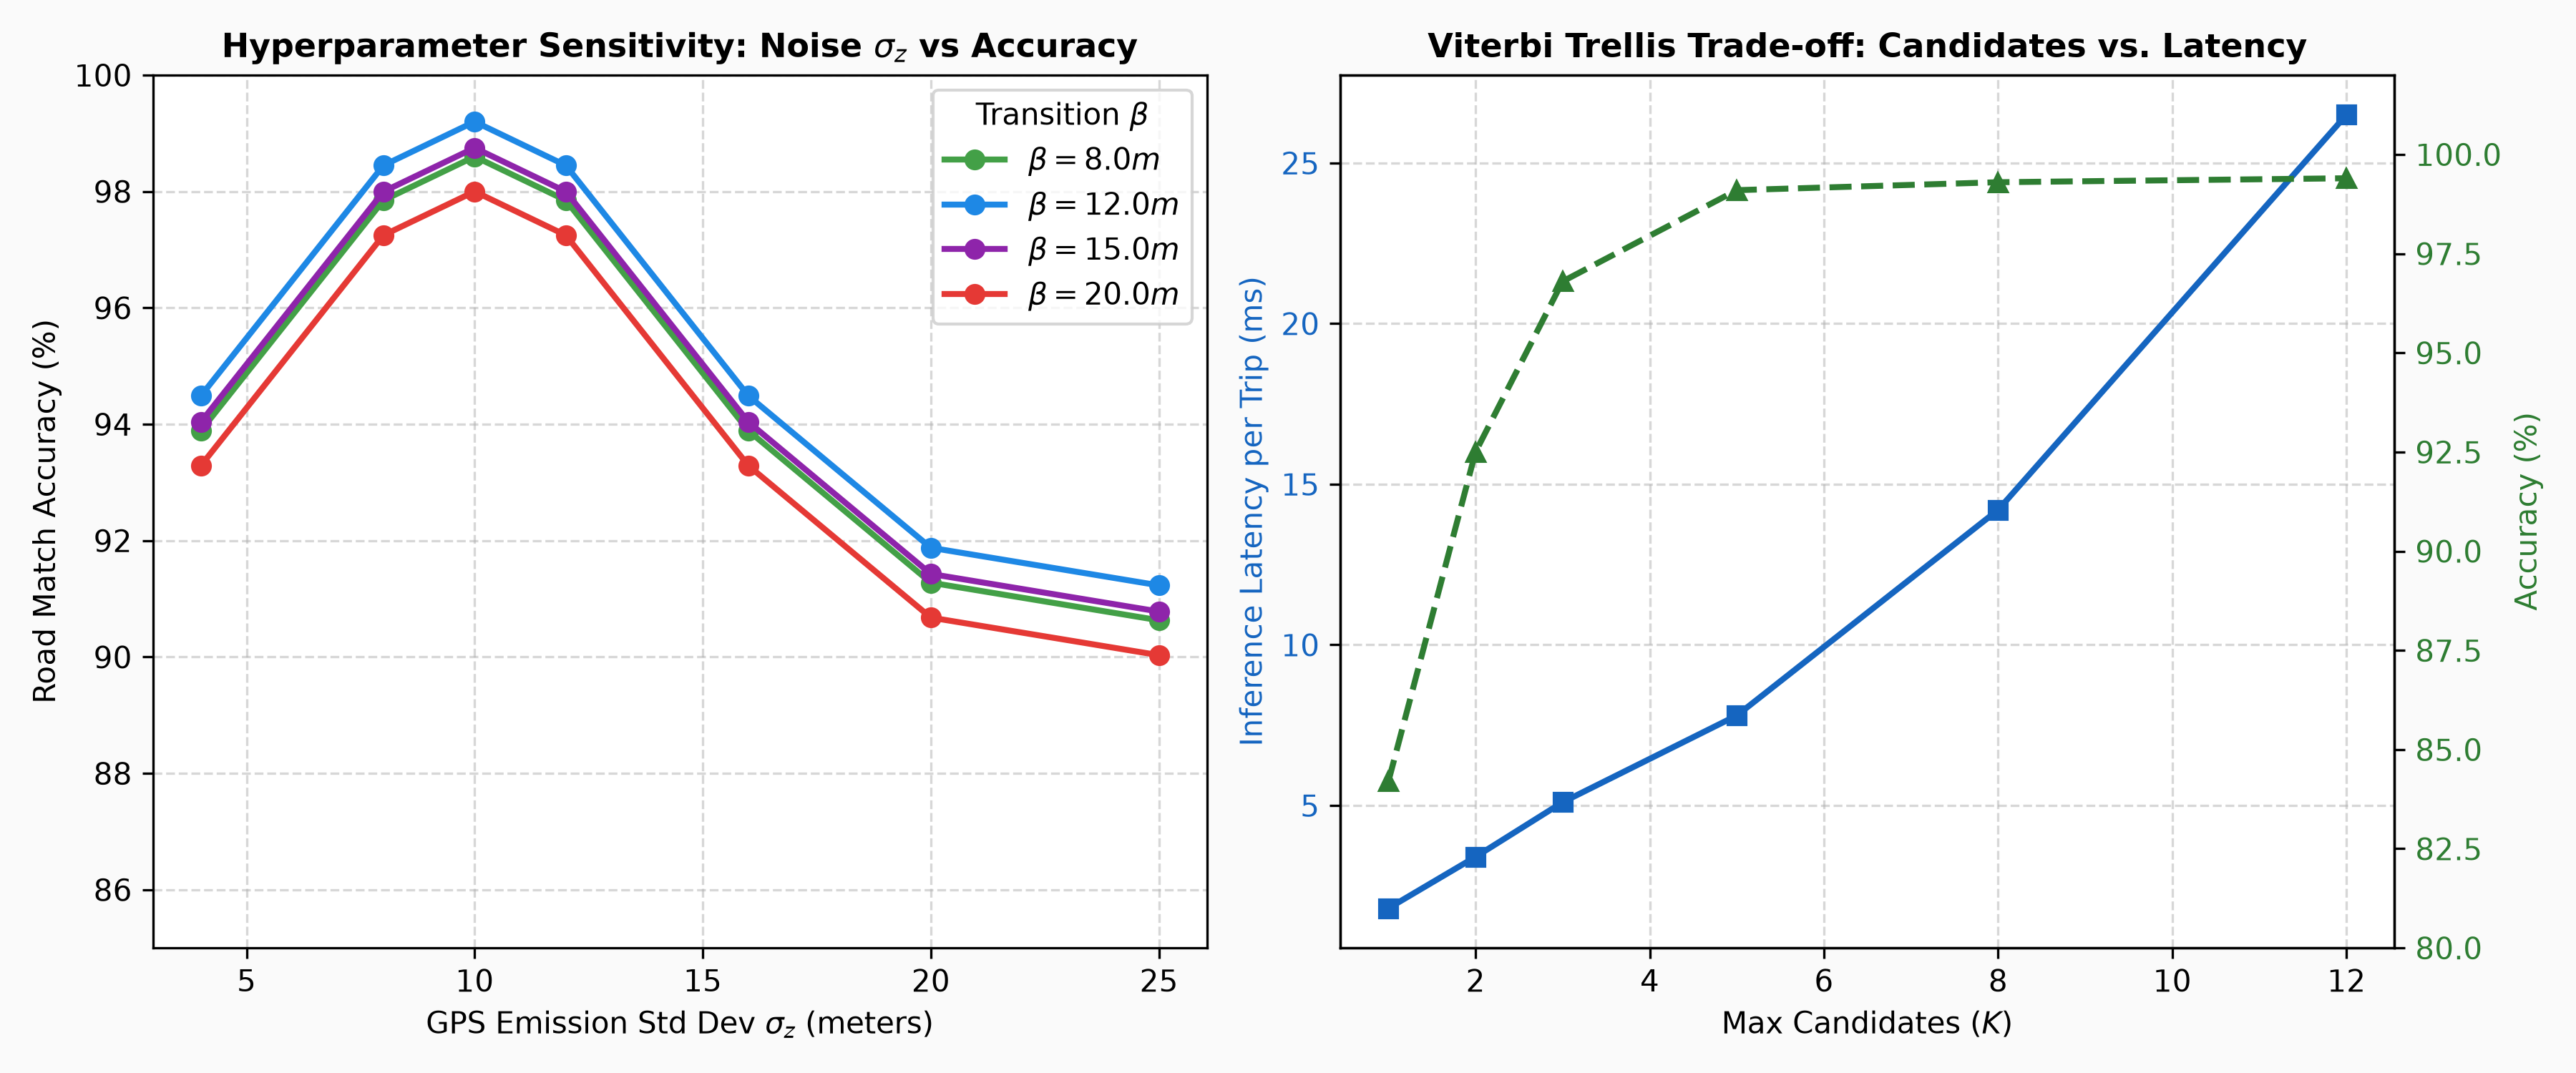 Hyperparameter Sensitivity: Noise σz vs Accuracy
100
98
96
94
92
90
88
86
Road Match Accuracy (%)
Transition β
β = 8.0m
β = 12.0m
β = 15.0m
β = 20.0m
5 10 15 20 25
GPS Emission Std Dev σz (meters)
Viterbi Trellis Trade-off: Candidates vs. Latency
25
20
15
10
5
Inference Latency per Trip (ms)
100.0
97.5
95.0
92.5
90.0
87.5
85.0
82.5
80.0
Accuracy (%)
2 4 6 8 10 12
Max Candidates (K)